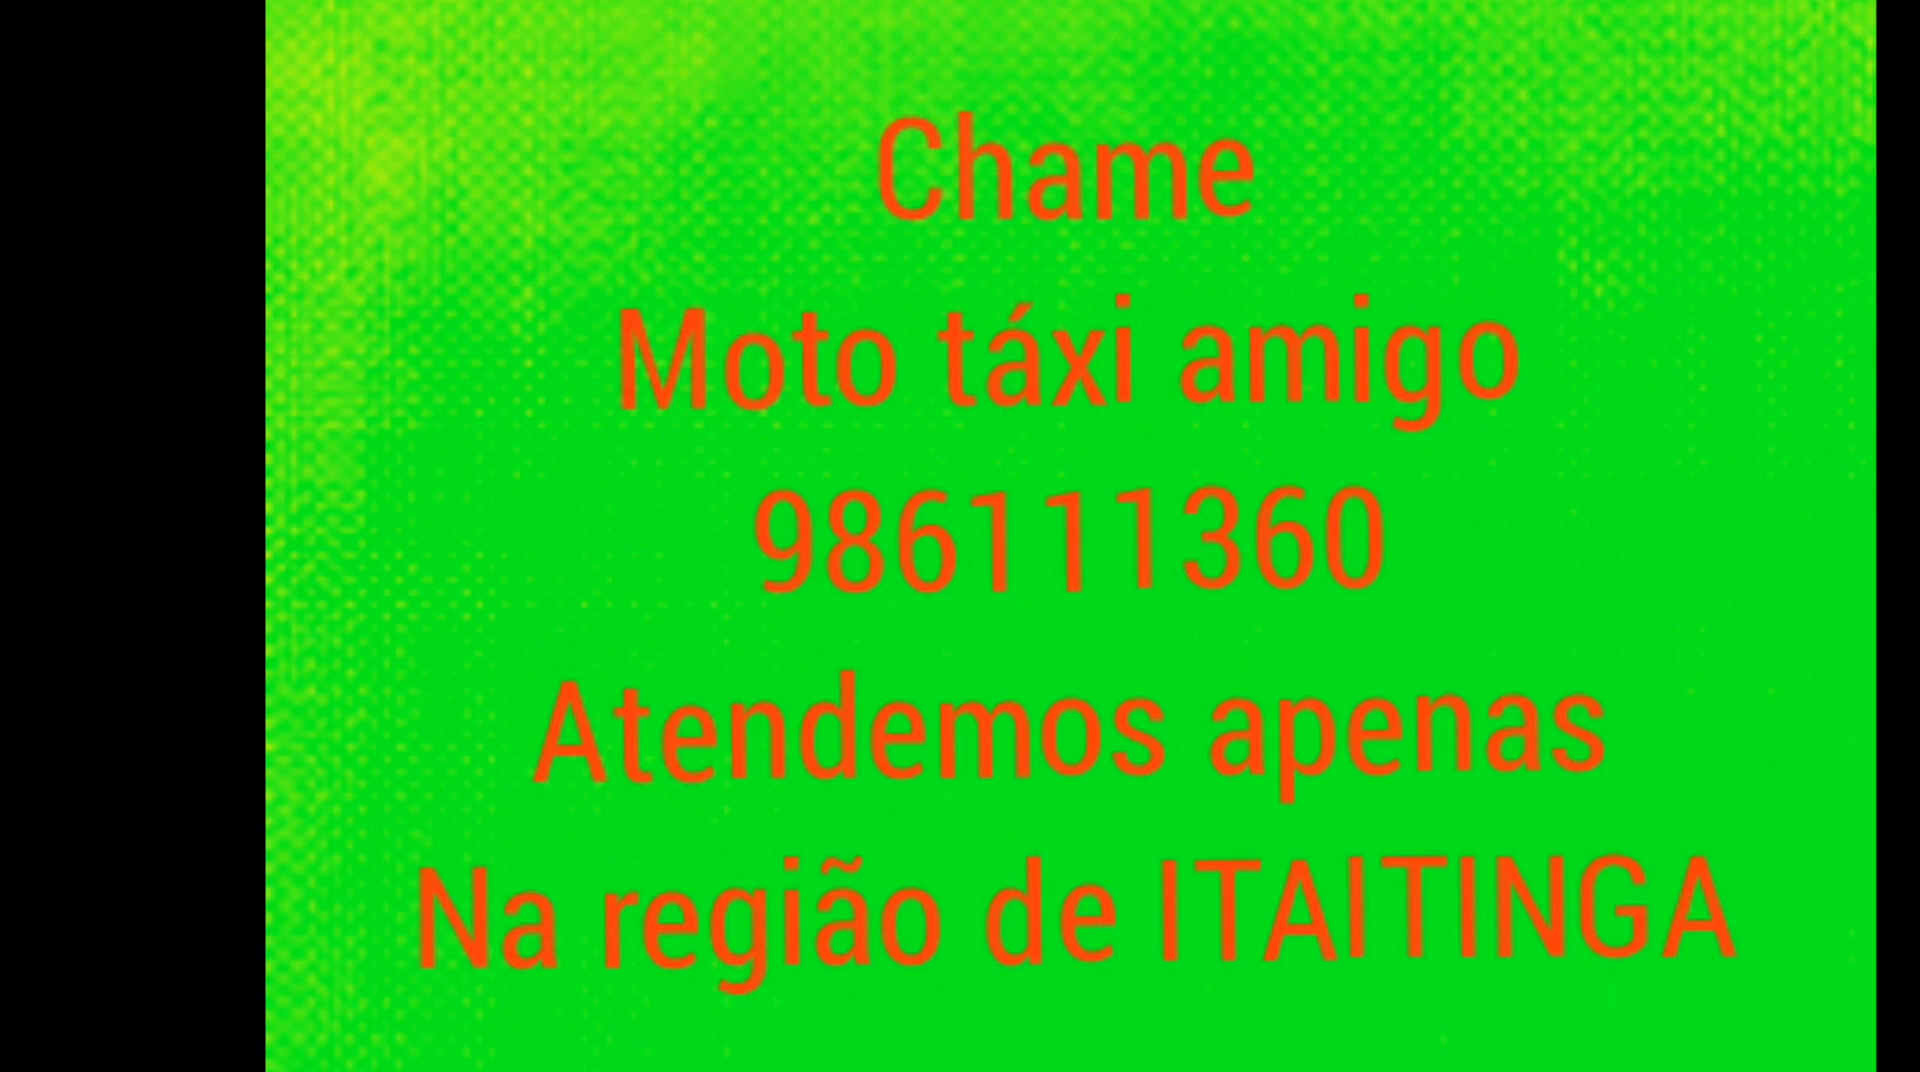 Chame
Moto táxi amigo
986111360
Atendemos apenas
Na região de ITAITINGA